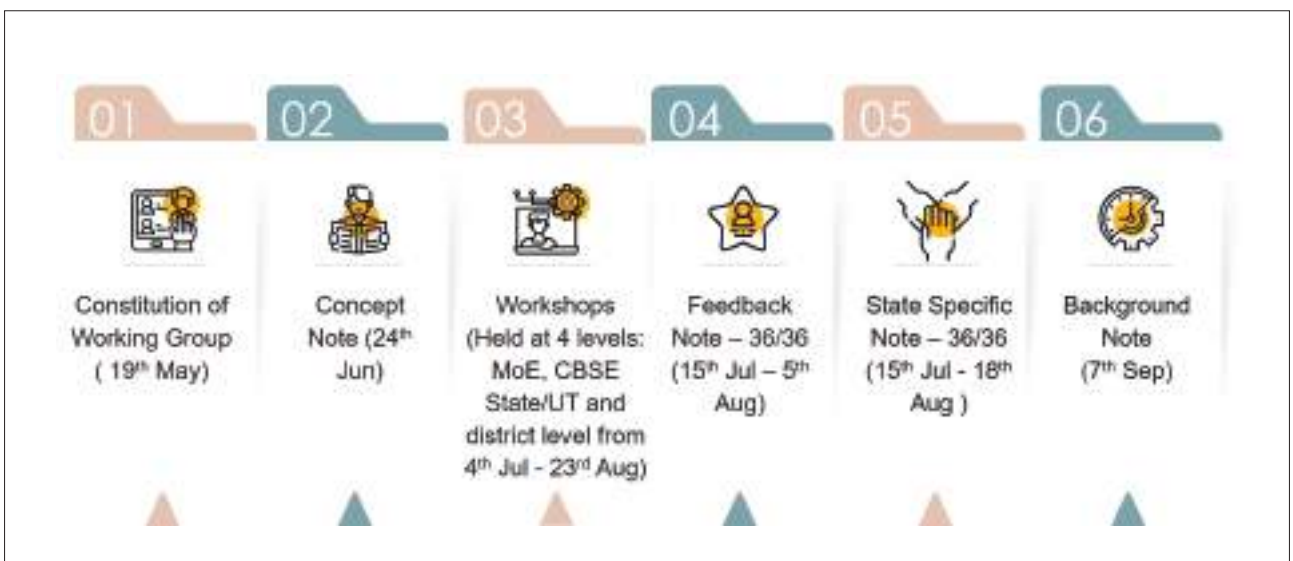 01
Constitution of
Working Group
( 19th May)
02
Concept
Note (24th
Jun)
03
Workshops
(Held at 4 levels:
MoE, CBSE
State/UT and
district level from
4th Jul - 23rd Aug)
04
Feedback
Note – 36/36
(15th Jul – 5th
Aug)
05
State Specific
Note – 36/36
(15th Jul - 18th
Aug )
06
Background
Note
(7th Sep)